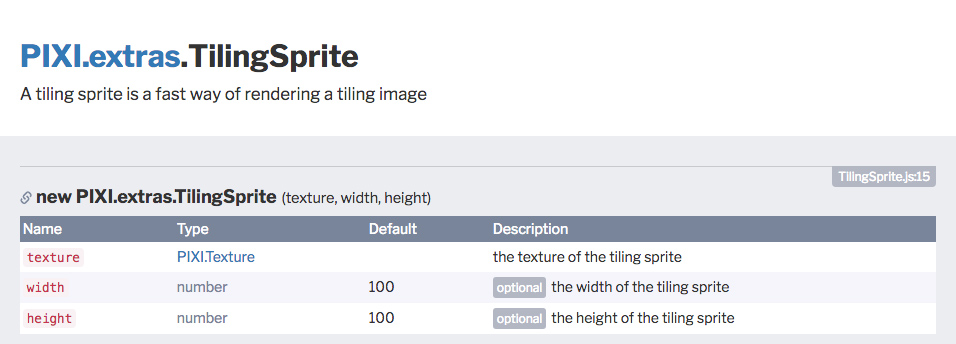 PIXI.extras.TilingSprite
A tiling sprite is a fast way of rendering a tiling image
TilingSprite.js:15
new PIXI.extras.TilingSprite (texture, width, height)
Name Type Default Description
texture PIXI.Texture the texture of the tiling sprite
width number 100 optional the width of the tiling sprite
height number 100 optional the height of the tiling sprite